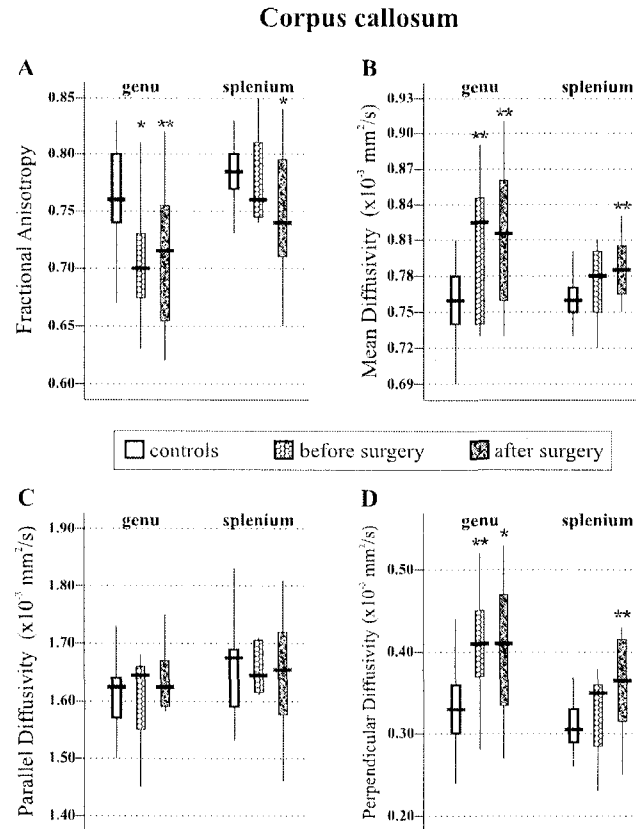 Corpus callosum
A
genu splenium
Fractional Anisotropy
0.85
0.80
0.75
0.70
0.65
0.60
* ** *
B
genu splenium
Mean Diffusivity (x10⁻³ mm²/s)
0.93
0.90
0.87
0.84
0.81
0.78
0.75
0.72
0.69
** ** **
controls before surgery after surgery
C
genu splenium
Parallel Diffusivity (x10⁻³ mm²/s)
1.90
1.80
1.70
1.60
1.50
1.40
D
genu splenium
Perpendicular Diffusivity (x10⁻³ mm²/s)
0.50
0.40
0.30
0.20
** * **